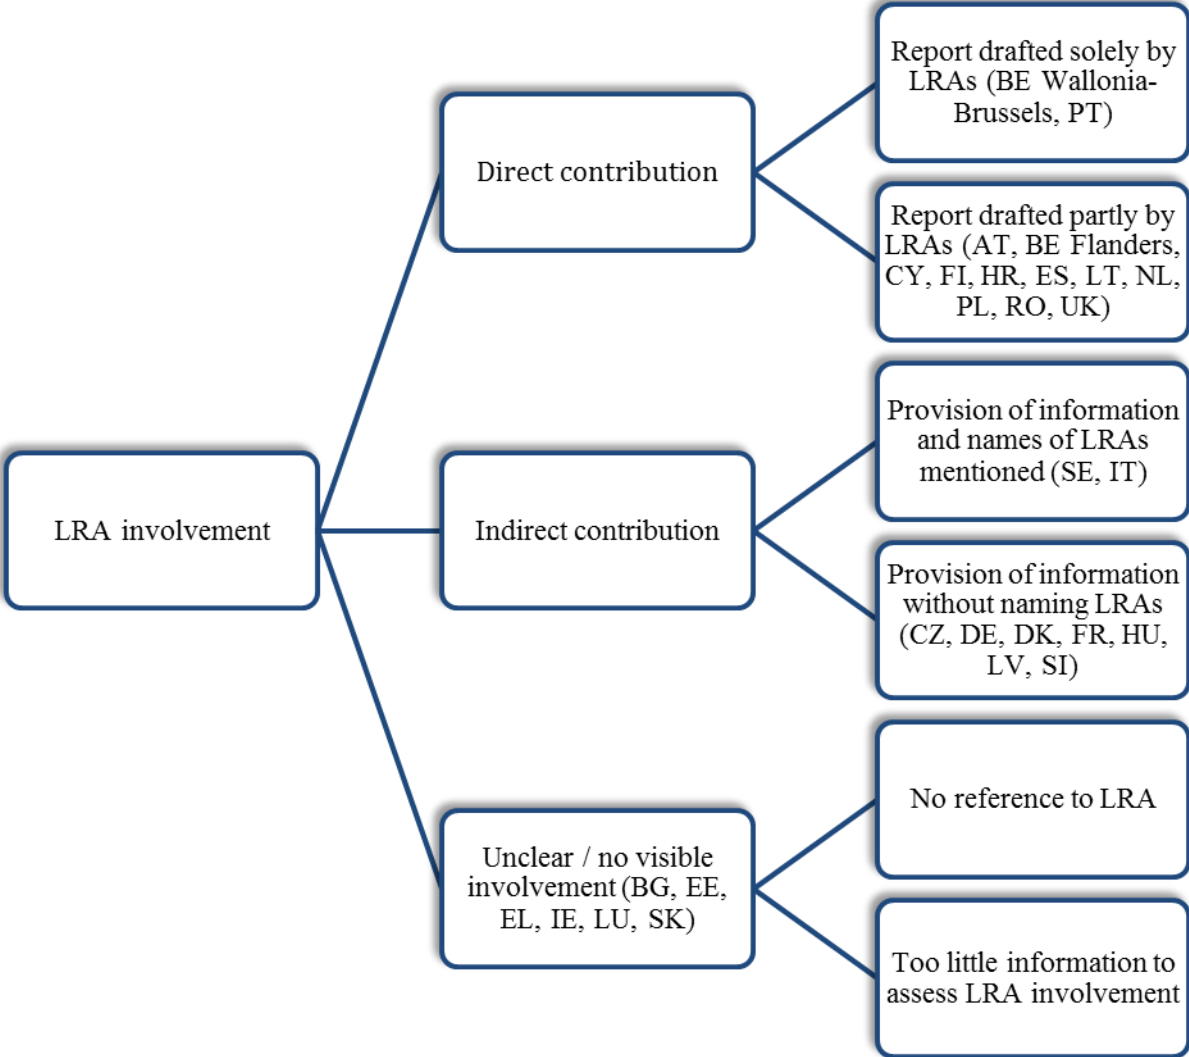 LRA involvement
Direct contribution
Report drafted solely by
LRAs (BE Wallonia-
Brussels, PT)
Report drafted partly by
LRAs (AT, BE Flanders,
CY, FI, HR, ES, LT, NL,
PL, RO, UK)
Indirect contribution
Provision of information
and names of LRAs
mentioned (SE, IT)
Provision of information
without naming LRAs
(CZ, DE, DK, FR, HU,
LV, SI)
Unclear / no visible
involvement (BG, EE,
EL, IE, LU, SK)
No reference to LRA
Too little information to
assess LRA involvement